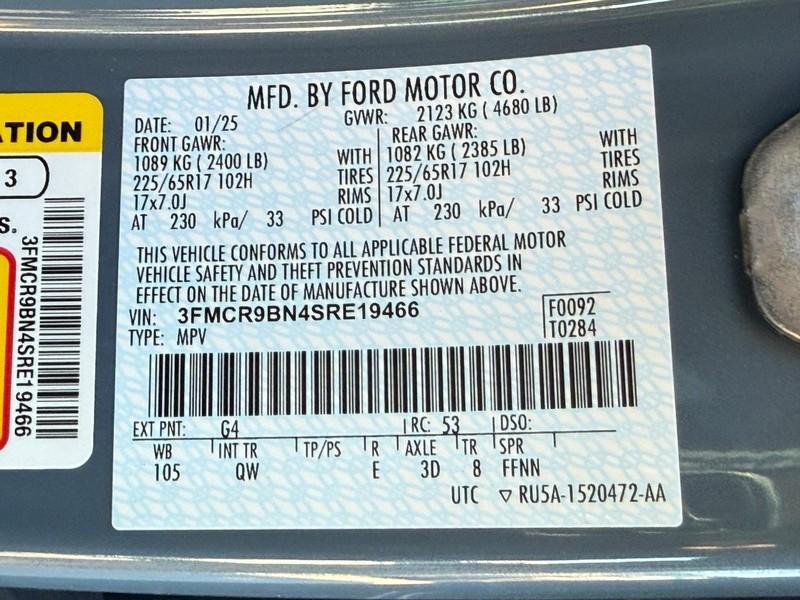 MFD. BY FORD MOTOR CO.
DATE: 01/25 GVWR: 2123 KG ( 4680 LB)
FRONT GAWR: REAR GAWR:
1089 KG ( 2400 LB) WITH 1082 KG ( 2385 LB) WITH
225/65R17 102H TIRES 225/65R17 102H TIRES
17x7.0J RIMS 17x7.0J RIMS
AT 230 kPa/ 33 PSI COLD AT 230 kPa/ 33 PSI COLD
THIS VEHICLE CONFORMS TO ALL APPLICABLE FEDERAL MOTOR
VEHICLE SAFETY AND THEFT PREVENTION STANDARDS IN
EFFECT ON THE DATE OF MANUFACTURE SHOWN ABOVE.
VIN: 3FMCR9BN4SRE19466 F0092
TYPE: MPV T0284
EXT PNT: G4 RC: 53 DSO:
WB INT TR TP/PS R AXLE TR SPR
105 QW E 3D 8 FFNN
UTC ▽ RU5A-1520472-AA
ATION
3
S.
3FMCR9BN4SRE19466